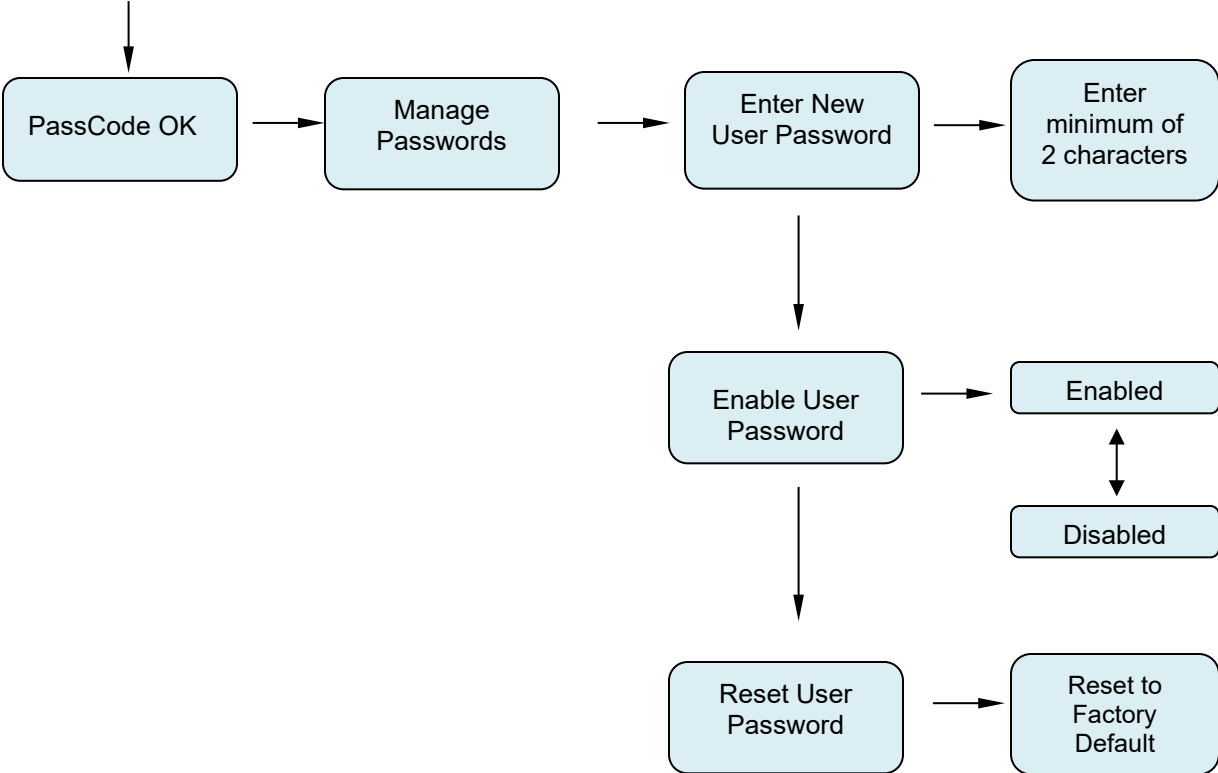 PassCode OK
Manage
Passwords
Enter New
User Password
Enter
minimum of
2 characters
Enable User
Password
Enabled
Disabled
Reset User
Password
Reset to
Factory
Default